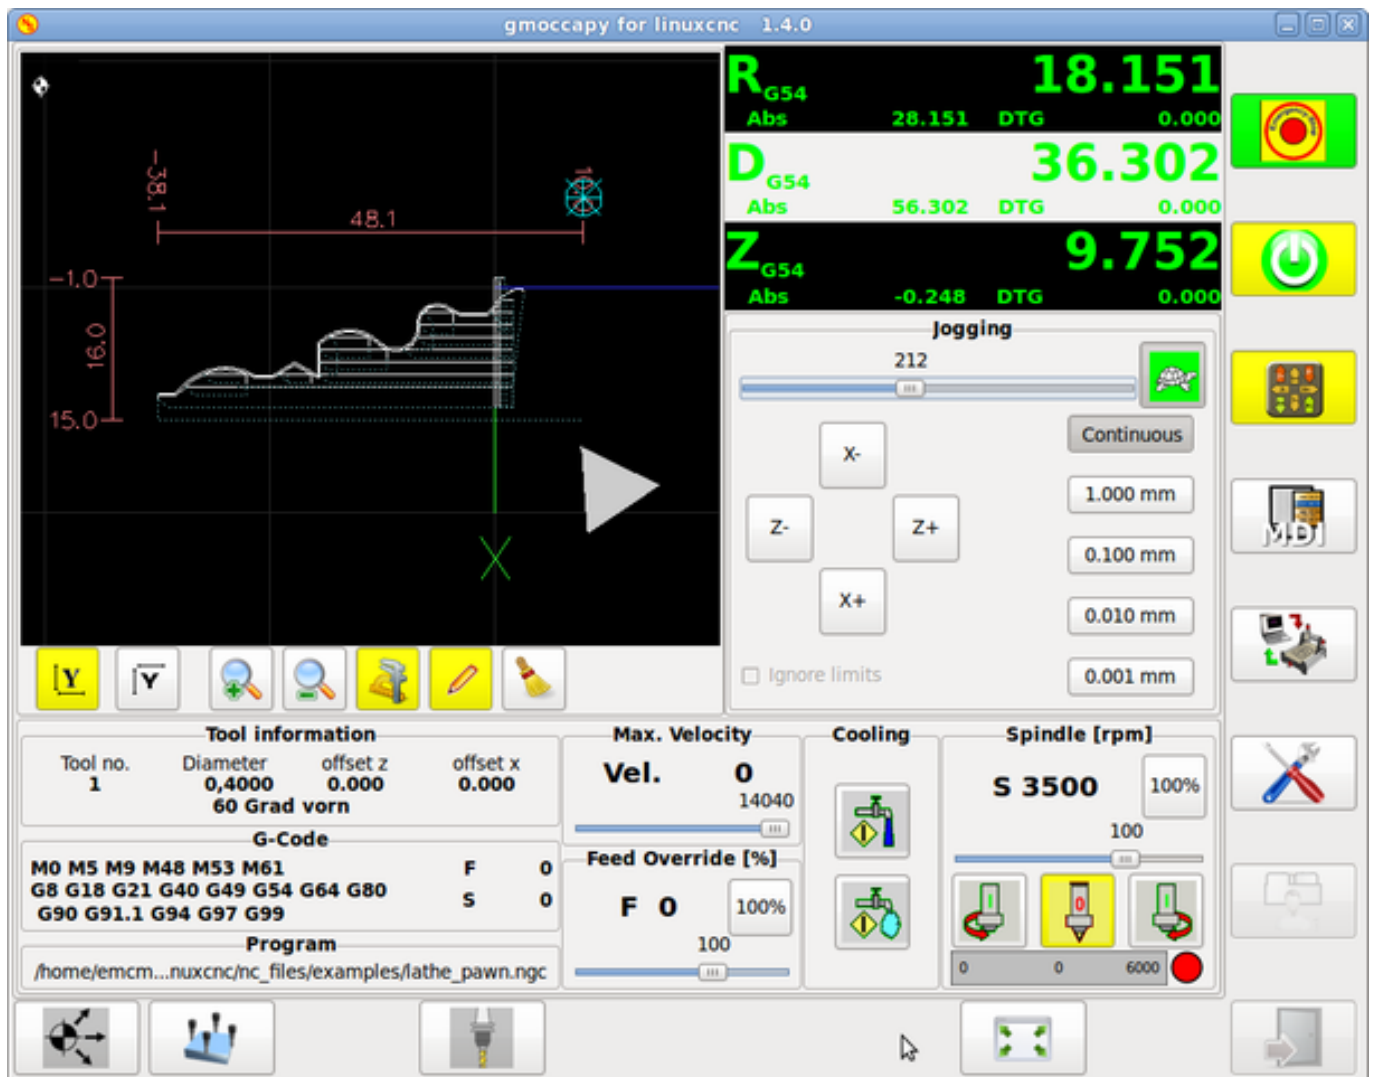 gmoccapy for linuxcnc 1.4.0
R G54 18.151
Abs 28.151 DTG 0.000
D G54 36.302
Abs 56.302 DTG 0.000
Z G54 9.752
Abs -0.248 DTG 0.000
-38.1
48.1
-1.0
16.0
15.0
X
Jogging
212
Continuous
X-
1.000 mm
Z- Z+
0.100 mm
X+
0.010 mm
Ignore limits
0.001 mm
Emergency Stop
MDI
Y Y
Tool information
Tool no. Diameter offset z offset x
1 0,4000 0.000 0.000
60 Grad vorn
G-Code
M0 M5 M9 M48 M53 M61 F 0
G8 G18 G21 G40 G49 G54 G64 G80 S 0
G90 G91.1 G94 G97 G99
Program
/home/emcm...nuxcnc/nc_files/examples/lathe_pawn.ngc
Max. Velocity
Vel. 0
14040
Feed Override [%]
F 0 100%
100
Cooling
Spindle [rpm]
S 3500 100%
100
I 0 I
0 0 6000